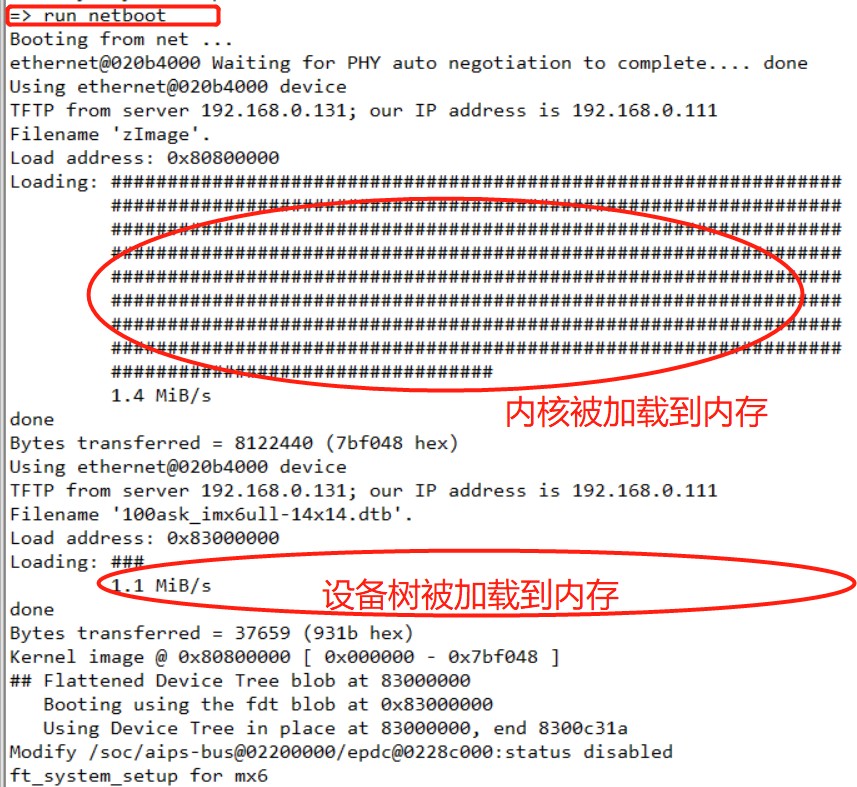 => run netboot
Booting from net ...
ethernet@020b4000 Waiting for PHY auto negotiation to complete.... done
Using ethernet@020b4000 device
TFTP from server 192.168.0.131; our IP address is 192.168.0.111
Filename 'zImage'.
Load address: 0x80800000
Loading: #################################################################
#################################################################
#################################################################
#################################################################
#################################################################
#################################################################
#################################################################
#################################################################
##################################
1.4 MiB/s
内核被加载到内存
done
Bytes transferred = 8122440 (7bf048 hex)
Using ethernet@020b4000 device
TFTP from server 192.168.0.131; our IP address is 192.168.0.111
Filename '100ask_imx6ull-14x14.dtb'.
Load address: 0x83000000
Loading: ###
1.1 MiB/s
设备树被加载到内存
done
Bytes transferred = 37659 (931b hex)
Kernel image @ 0x80800000 [ 0x000000 - 0x7bf048 ]
## Flattened Device Tree blob at 83000000
Booting using the fdt blob at 0x83000000
Using Device Tree in place at 83000000, end 8300c31a
Modify /soc/aips-bus@02200000/epdc@0228c000:status disabled
ft_system_setup for mx6